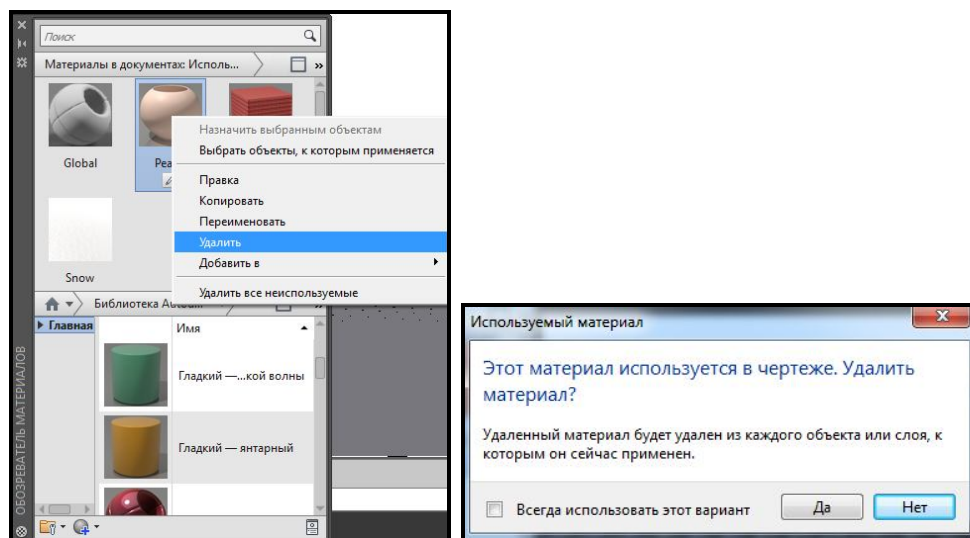 Поиск
Материалы в документах: Исполь...
Global
Pea
Snow
Назначить выбранным объектам
Выбрать объекты, к которым применяется
Правка
Копировать
Переименовать
Удалить
Добавить в
Удалить все неиспользуемые
Библиотека
Главная
Имя
Гладкий —...кой волны
Гладкий — янтарный
ОБОЗРЕВАТЕЛЬ МАТЕРИАЛОВ
Используемый материал
Этот материал используется в чертеже. Удалить
материал?
Удаленный материал будет удален из каждого объекта или слоя, к
которым он сейчас применен.
Всегда использовать этот вариант
Да
Нет